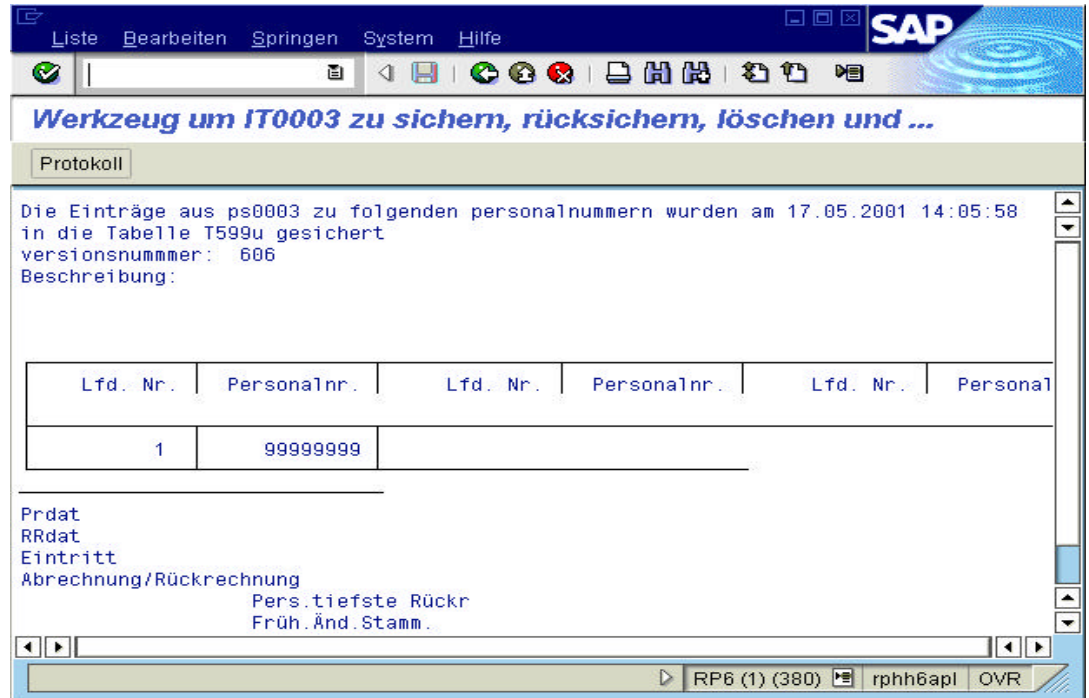 Liste Bearbeiten Springen System Hilfe
SAP
Werkzeug um IT0003 zu sichern, rücksichern, löschen und ...
Protokoll
Die Einträge aus ps0003 zu folgenden personalnummern wurden am 17.05.2001 14:05:58
in die Tabelle T599u gesichert
versionsnummmer: 606
Beschreibung:
Lfd. Nr. Personalnr. Lfd. Nr. Personalnr. Lfd. Nr. Personal
1 99999999
Prdat
RRdat
Eintritt
Abrechnung/Rückrechnung
Pers.tiefste Rückr
Früh.Änd.Stamm.
RP6 (1) (380) rphh6apl OVR